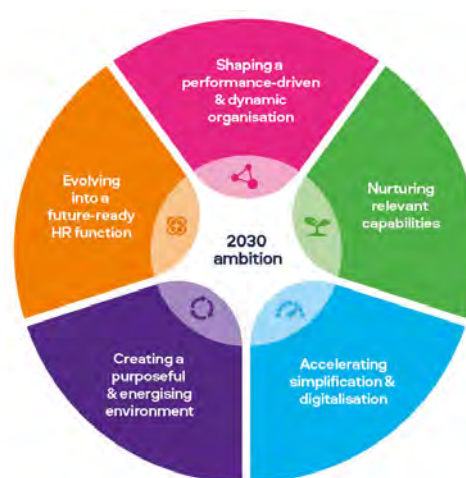 Shaping a
performance-driven
& dynamic
organisation
Nurturing
relevant
capabilities
Accelerating
simplification &
digitalisation
Creating a
purposeful
& energising
environment
Evolving
into a
future-ready
HR function
2030
ambition